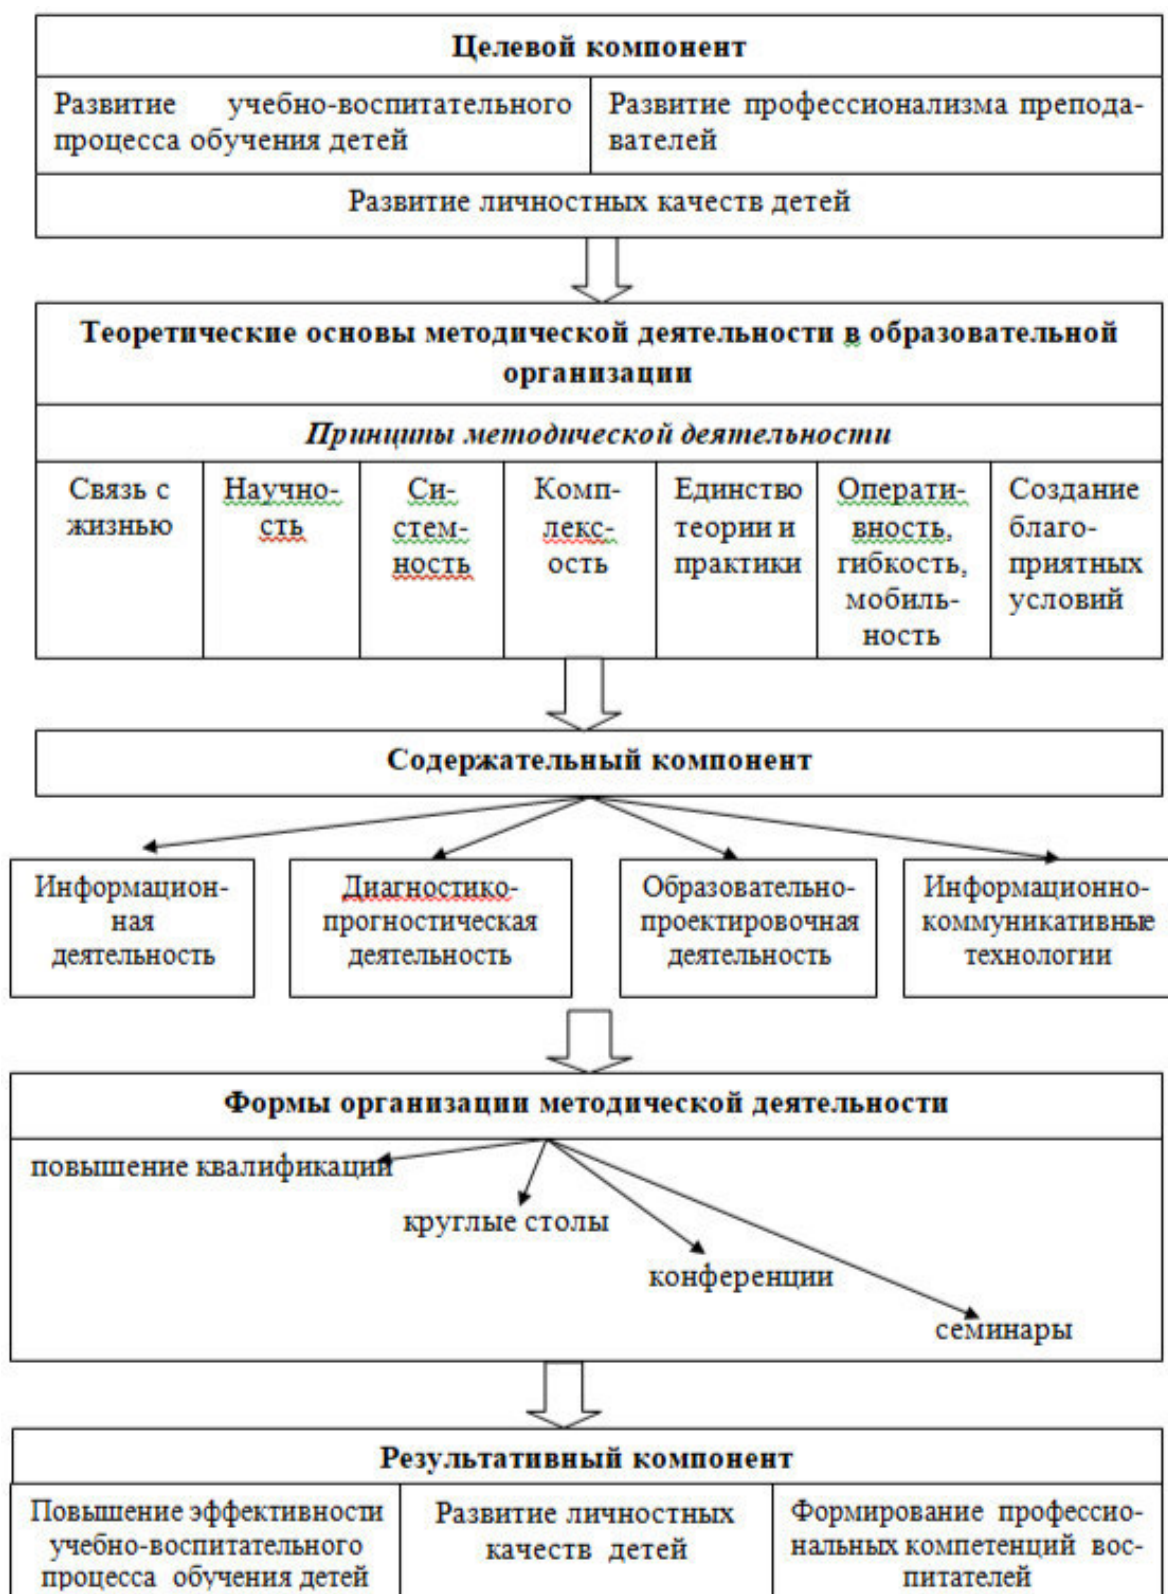 Целевой компонент
Развитие учебно-воспитательного
процесса обучения детей
Развитие профессионализма препода-
вателей
Развитие личностных качеств детей
Теоретические основы методической деятельности в образовательной
организации
Принципы методической деятельности
Связь с
жизнью
Научно-
сть
Си-
стем-
ность
Комп-
лекс-
ость
Единство
теории и
практики
Операти-
вность,
гибкость,
мобиль-
ность
Создание
благо-
приятных
условий
Содержательный компонент
Информацион-
ная
деятельность
Диагностико-
прогностическая
деятельность
Образовательно-
проектировочная
деятельность
Информационно-
коммуникативные
технологии
Формы организации методической деятельности
повышение квалификации
круглые столы
конференции
семинары
Результативный компонент
Повышение эффективности
учебно-воспитательного
процесса обучения детей
Развитие личностных
качеств детей
Формирование профессио-
нальных компетенций вос-
питателей